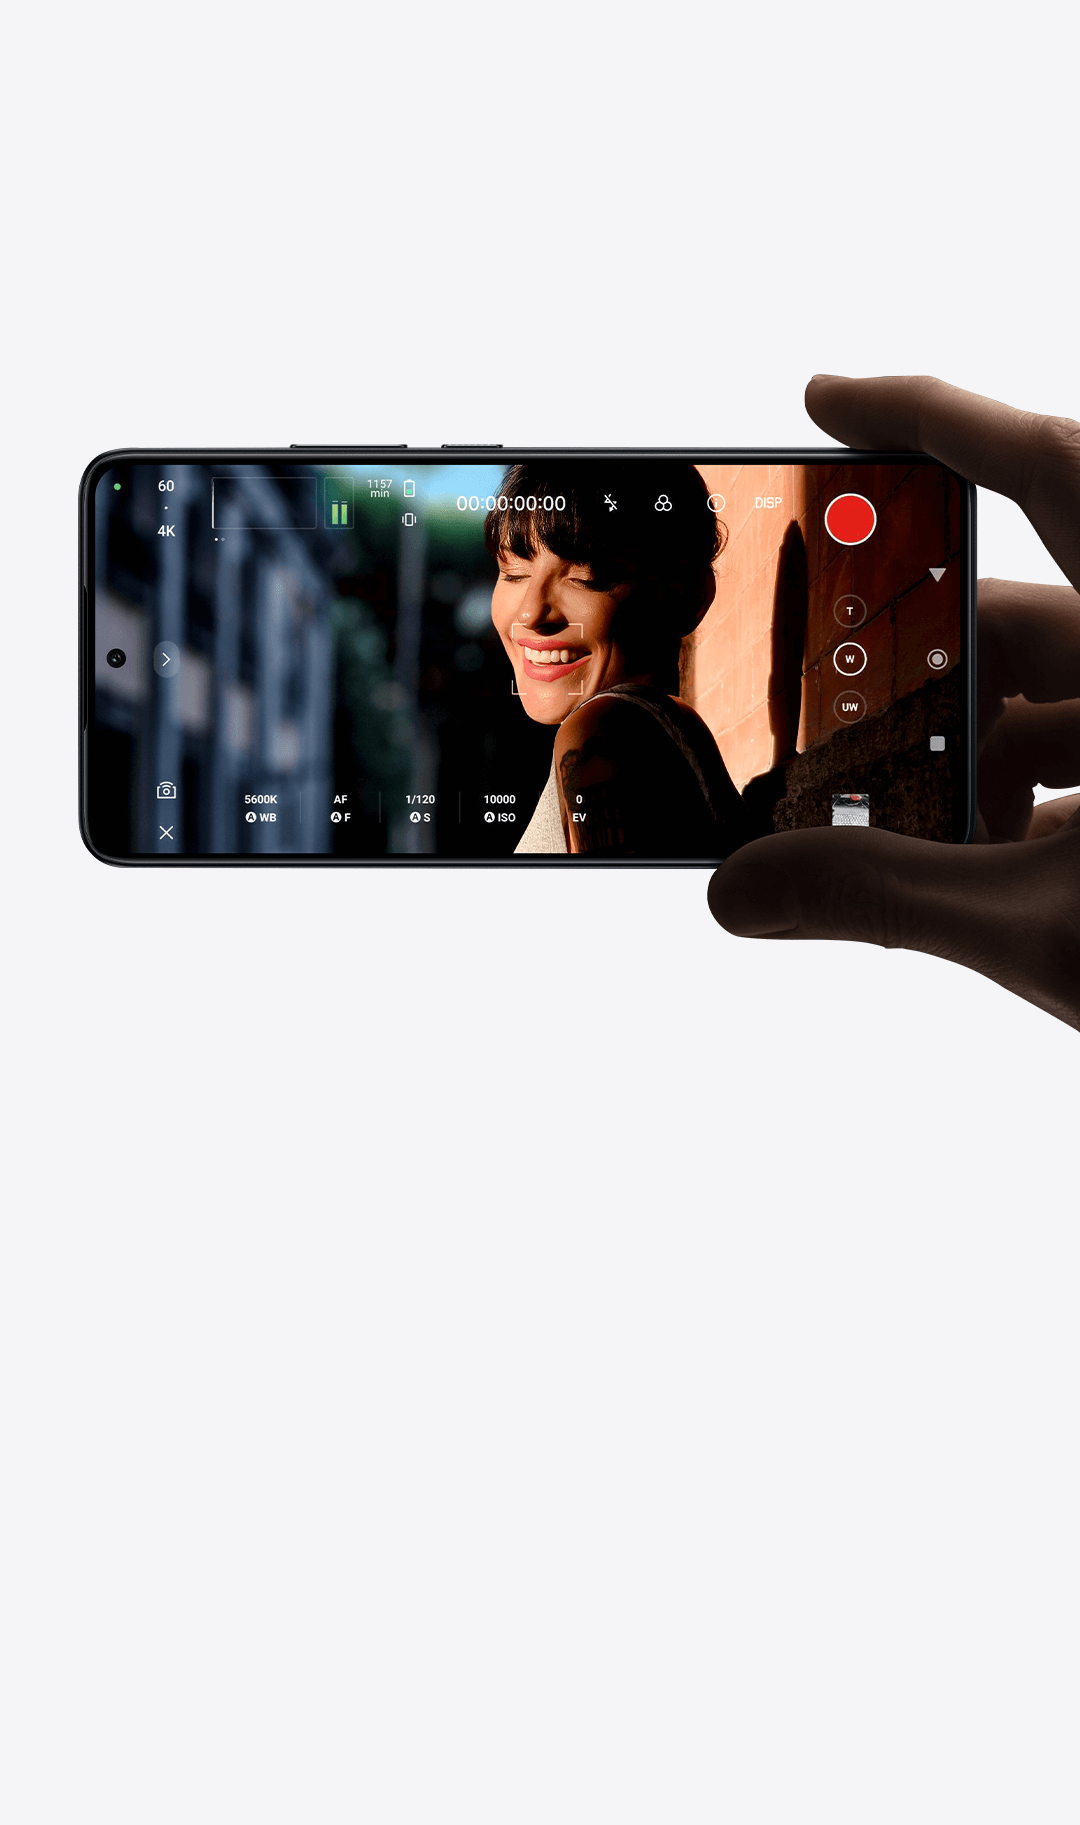 60
4K
1157
min
00:00:00:00
DISP
T
W
UW
5600K
A WB
AF
A F
1/120
A S
10000
A ISO
0
EV